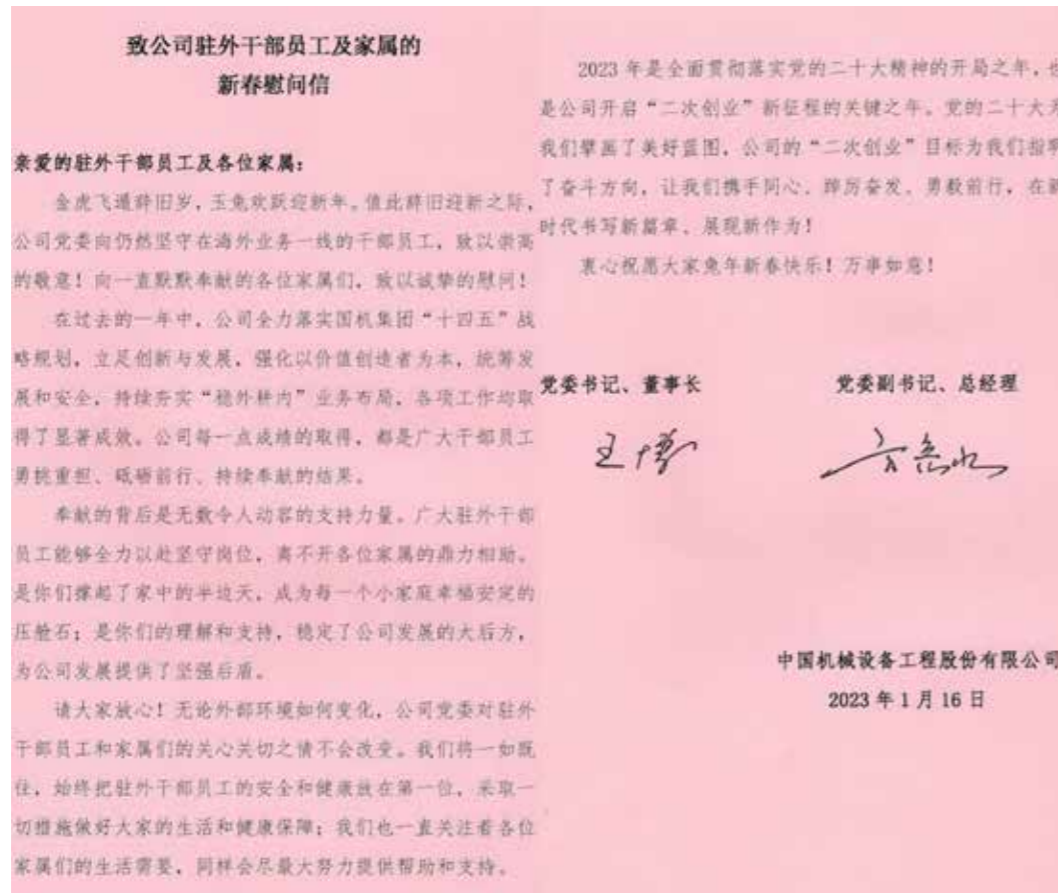 致公司驻外干部员工及家属的
新春慰问信
亲爱的驻外干部员工及各位家属：
金虎飞遁辞旧岁，玉兔欢跃迎新年。值此辞旧迎新之际，
公司党委向仍然坚守在海外业务一线的干部员工，致以崇高
的敬意！向一直默默奉献的各位家属们，致以诚挚的慰问！
在过去的一年中，公司全力落实国机集团“十四五”战
略规划，立足创新与发展，强化以价值创造者为本，统筹发
展和安全，持续夯实“稳外耕内”业务布局，各项工作均取
得了显著成效。公司每一点成绩的取得，都是广大干部员工
勇挑重担、砥砺前行、持续奉献的结果。
奉献的背后是无数令人动容的支持力量。广大驻外干部
员工能够全力以赴坚守岗位，离不开各位家属的鼎力相助。
是你们撑起了家中的半边天，成为每一个小家庭幸福安定的
压舱石；是你们的理解和支持，稳定了公司发展的大后方，
为公司发展提供了坚强后盾。
请大家放心！无论外部环境如何变化，公司党委对驻外
干部员工和家属们的关心关切之情不会改变。我们将一如既
往，始终把驻外干部员工的安全和健康放在第一位，采取一
切措施做好大家的生活和健康保障；我们也一直关注着各位
家属们的生活需要，同样会尽最大努力提供帮助和支持。
2023 年是全面贯彻落实党的二十大精神的开局之年，也
是公司开启“二次创业”新征程的关键之年。党的二十大为
我们擘画了美好蓝图，公司的“二次创业”目标为我们指明
了奋斗方向，让我们携手同心、踔厉奋发、勇毅前行，在新
时代书写新篇章、展现新作为！
衷心祝愿大家兔年新春快乐！万事如意！
党委书记、董事长
党委副书记、总经理
王博
中国机械设备工程股份有限公司
2023 年 1 月 16 日